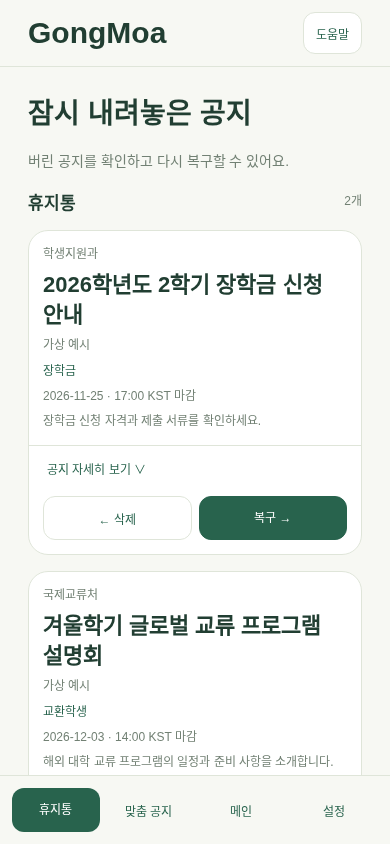 GongMoa
도움말
잠시 내려놓은 공지
버린 공지를 확인하고 다시 복구할 수 있어요.
휴지통
2개
학생지원과
2026학년도 2학기 장학금 신청
안내
가상 예시
장학금
2026-11-25 · 17:00 KST 마감
장학금 신청 자격과 제출 서류를 확인하세요.
공지 자세히 보기 ∨
← 삭제
복구 →
국제교류처
겨울학기 글로벌 교류 프로그램
설명회
가상 예시
교환학생
2026-12-03 · 14:00 KST 마감
해외 대학 교류 프로그램의 일정과 준비 사항을 소개합니다.
휴지통
맞춤 공지
메인
설정